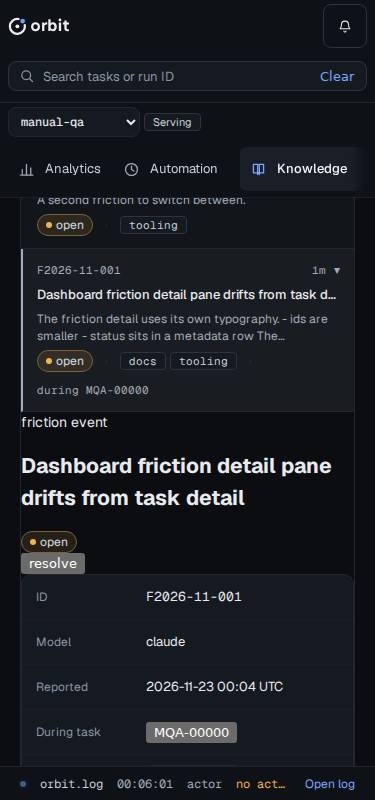 orbit
Search tasks or run ID Clear
manual-qa Serving
Analytics Automation Knowledge
A second friction to switch between.
open tooling
F2026-11-001 1m ▼
Dashboard friction detail pane drifts from task d…
The friction detail uses its own typography. - ids are
smaller - status sits in a metadata row The…
open docs tooling
during MQA-00000
friction event
Dashboard friction detail pane
drifts from task detail
open
resolve
ID F2026-11-001
Model claude
Reported 2026-11-23 00:04 UTC
During task MQA-00000
orbit.log 00:06:01 actor no act… Open log